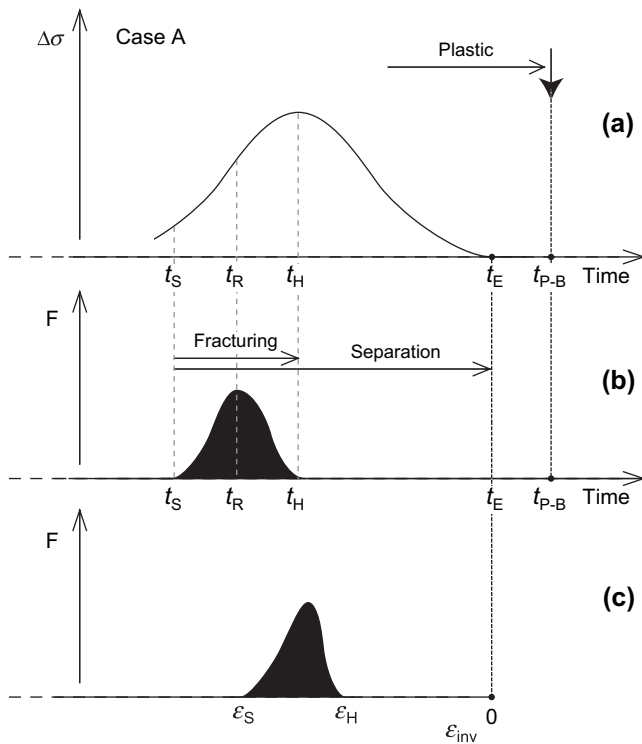 Δσ Case A Plastic
(a)
t_S t_R t_H t_E t_P-B Time
F Fracturing
Separation
(b)
t_S t_R t_H t_E t_P-B Time
F
(c)
ε_S ε_H 0
ε_inv